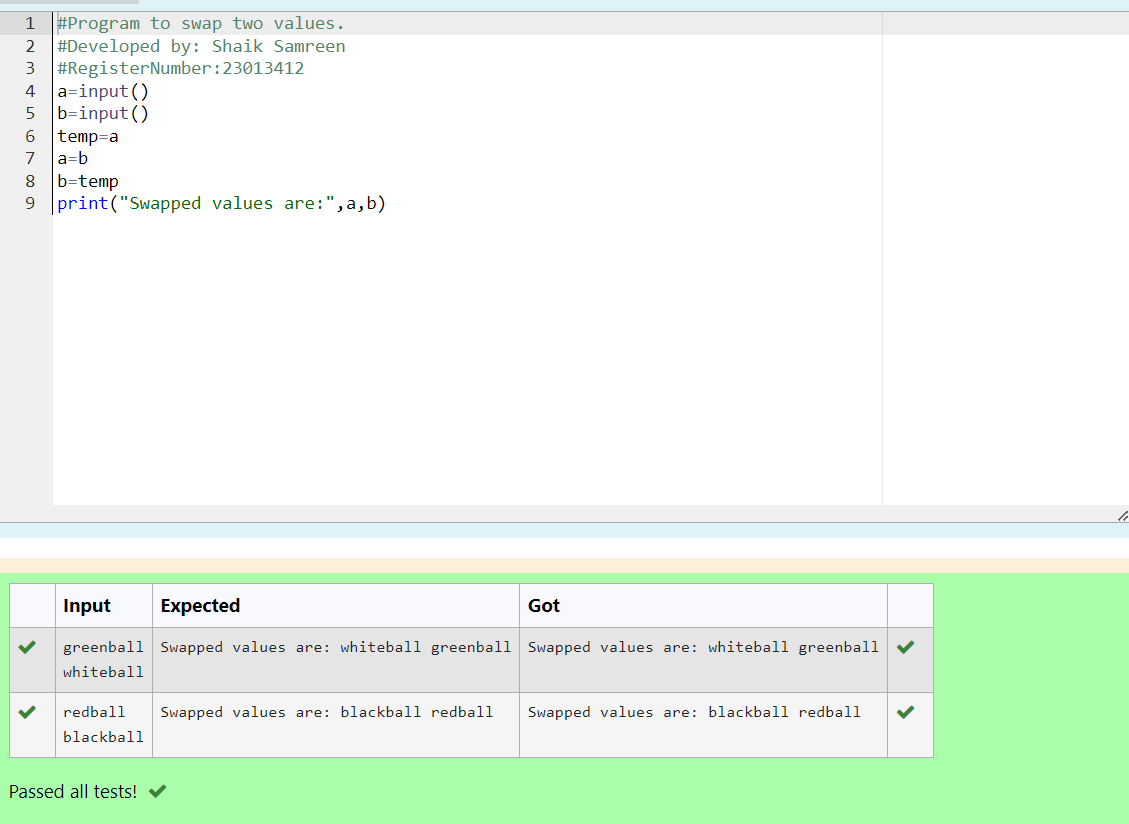 1 #Program to swap two values.
2 #Developed by: Shaik Samreen
3 #RegisterNumber:23013412
4 a=input()
5 b=input()
6 temp=a
7 a=b
8 b=temp
9 print("Swapped values are:",a,b)
Input Expected Got
greenball Swapped values are: whiteball greenball Swapped values are: whiteball greenball
whiteball
redball Swapped values are: blackball redball Swapped values are: blackball redball
blackball
Passed all tests!